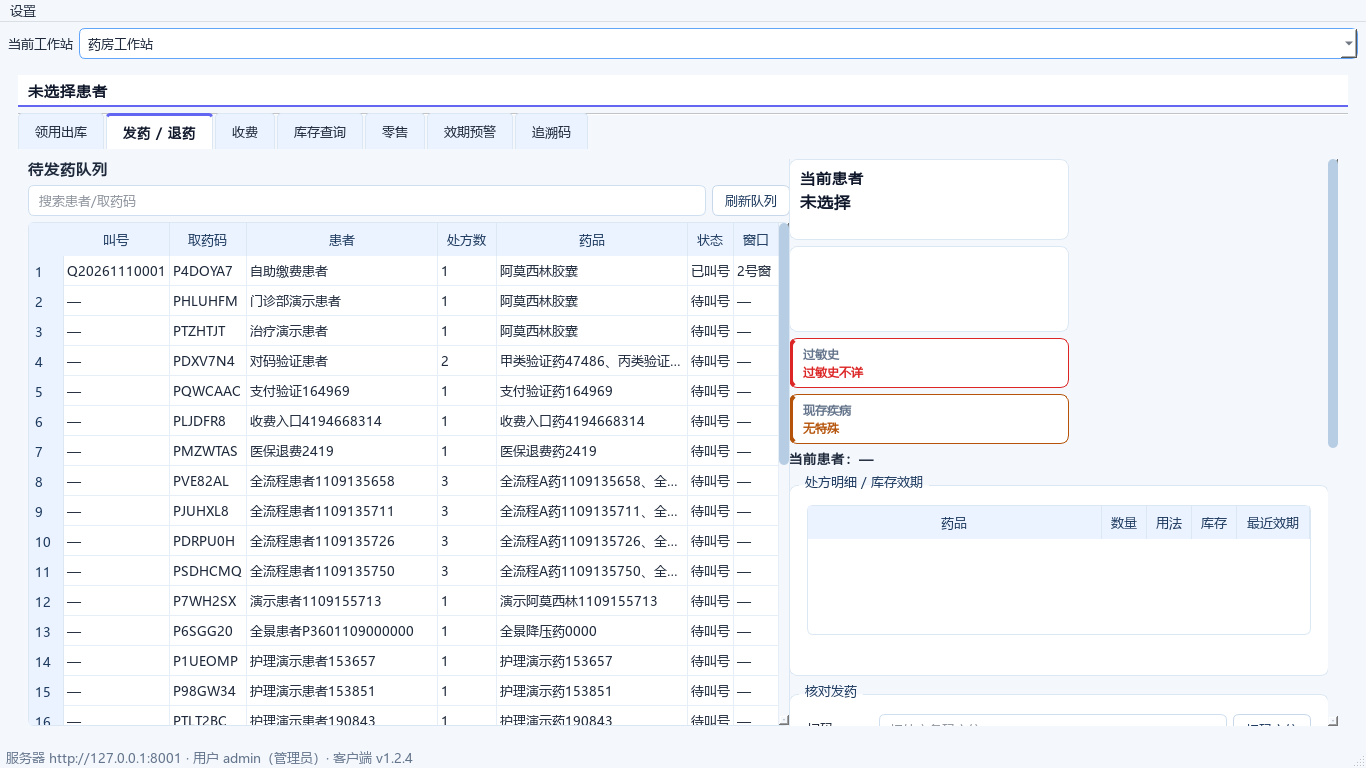 设置
当前工作站 药房工作站
未选择患者
领用出库 发药 / 退药 收费 库存查询 零售 效期预警 追溯码
待发药队列
搜索患者/取药码 刷新队列
叫号 取药码 患者 处方数 药品 状态 窗口
1 Q20261110001 P4DOYA7 自助缴费患者 1 阿莫西林胶囊 已叫号 2号窗
2 — PHLUHFM 门诊部演示患者 1 阿莫西林胶囊 待叫号 —
3 — PTZHTJT 治疗演示患者 1 阿莫西林胶囊 待叫号 —
4 — PDXV7N4 对码验证患者 2 甲类验证药47486、丙类验证... 待叫号 —
5 — PQWCAAC 支付验证164969 1 支付验证药164969 待叫号 —
6 — PLJDFR8 收费入口4194668314 1 收费入口药4194668314 待叫号 —
7 — PMZWTAS 医保退费2419 1 医保退费药2419 待叫号 —
8 — PVE82AL 全流程患者1109135658 3 全流程A药1109135658、全... 待叫号 —
9 — PJUHXL8 全流程患者1109135711 3 全流程A药1109135711、全... 待叫号 —
10 — PDRPU0H 全流程患者1109135726 3 全流程A药1109135726、全... 待叫号 —
11 — PSDHCMQ 全流程患者1109135750 3 全流程A药1109135750、全... 待叫号 —
12 — P7WH2SX 演示患者1109155713 1 演示阿莫西林1109155713 待叫号 —
13 — P6SGG20 全景患者P3601109000000 1 全景降压药0000 待叫号 —
14 — P1UEOMP 护理演示患者153657 1 护理演示药153657 待叫号 —
15 — P98GW34 护理演示患者153851 1 护理演示药153851 待叫号 —
16 — PTLT2BC 护理演示患者190843 1 护理演示药190843 待叫号 —
当前患者
未选择
过敏史
过敏史不详
现存疾病
无特殊
当前患者：—
处方明细 / 库存效期
药品 数量 用法 库存 最近效期
核对发药
服务器 http://127.0.0.1:8001 · 用户 admin（管理员）· 客户端 v1.2.4